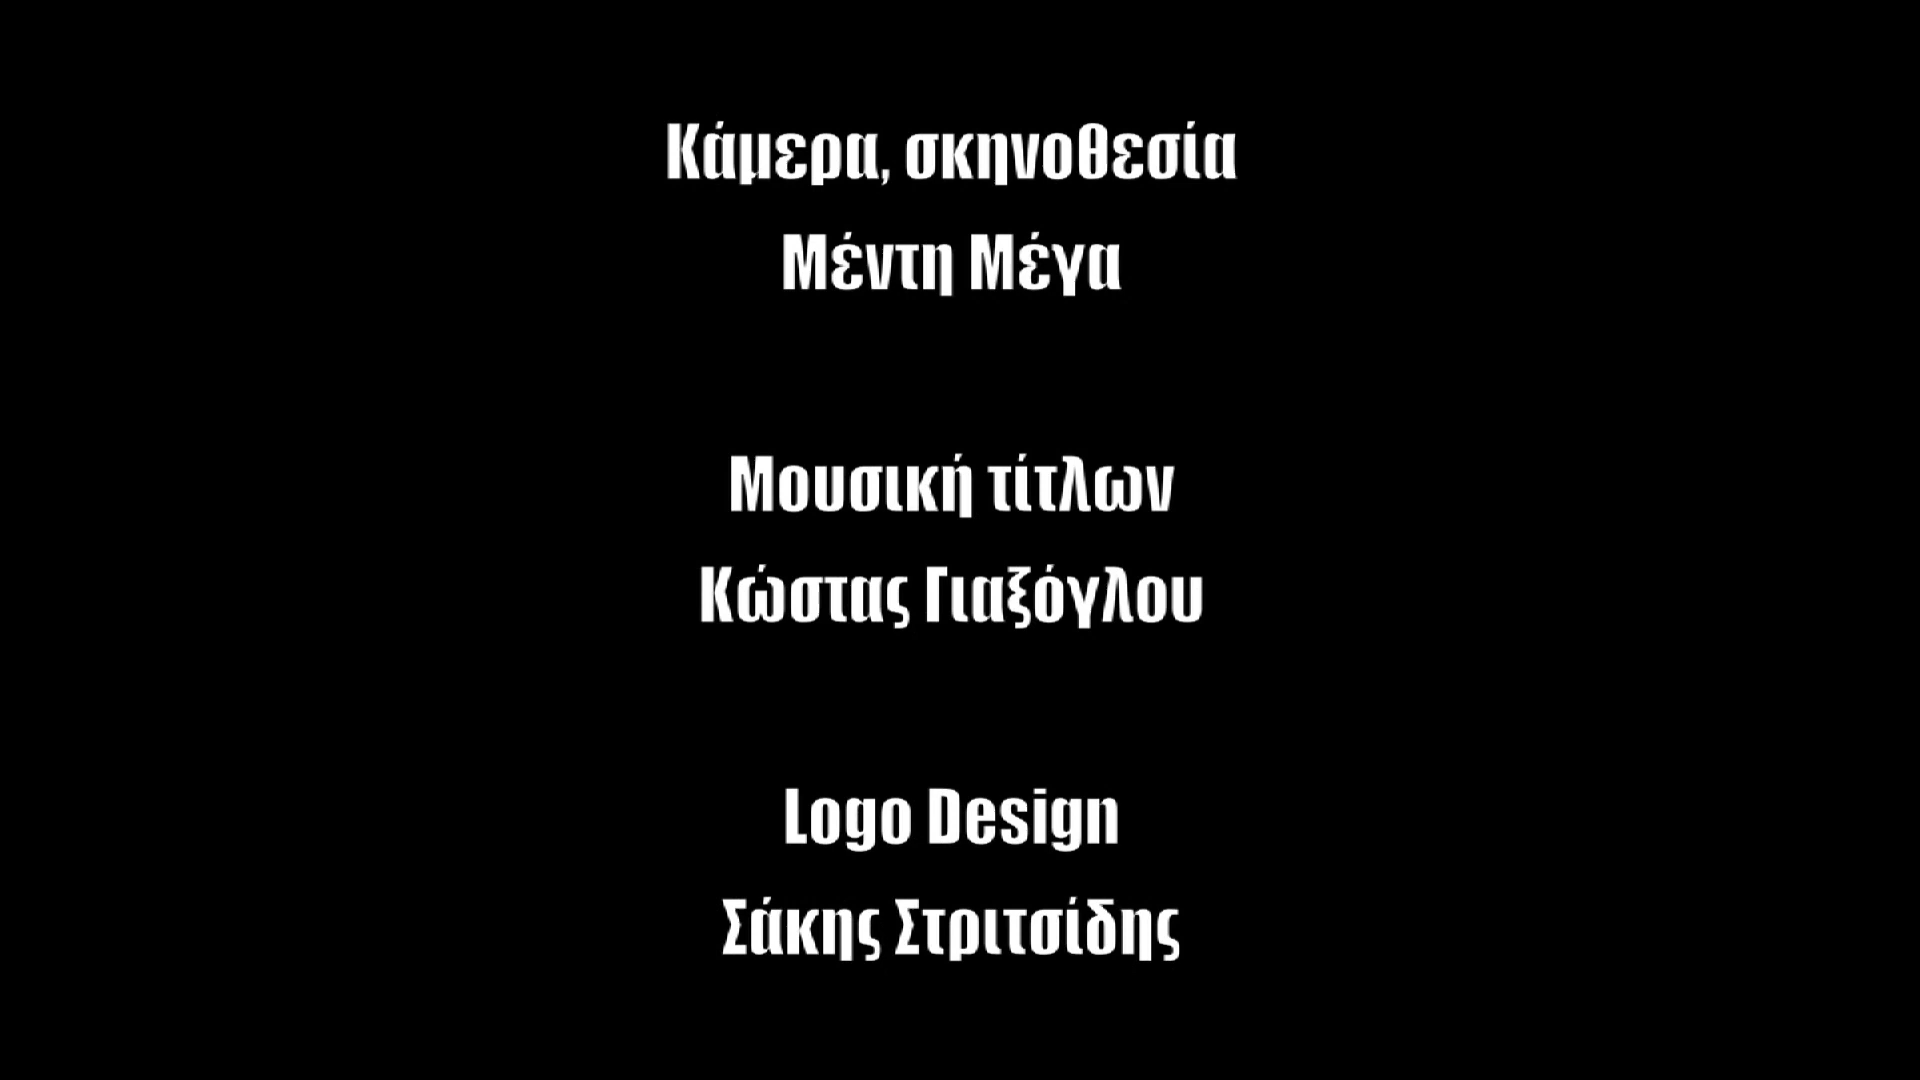 Κάμερα, σκηνοθεσία
Μέντη Μέγα
Μουσική τίτλων
Κώστας Γιαξόγλου
Logo Design
Σάκης Στριτσίδης